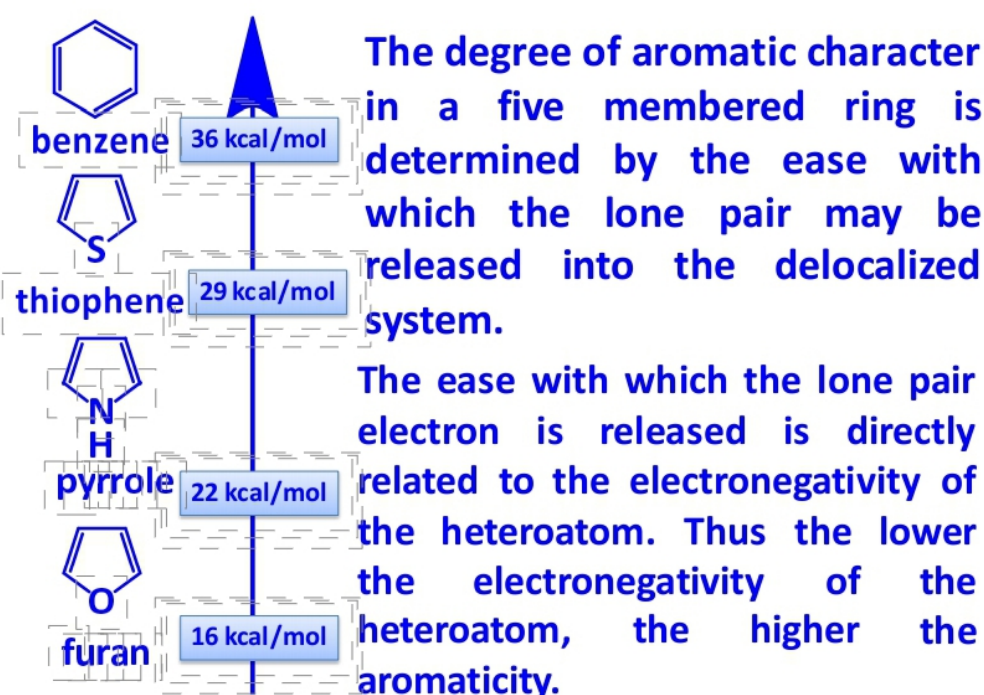 benzene
36 kcal/mol
S
thiophene
29 kcal/mol
N
H
pyrrole
22 kcal/mol
O
furan
16 kcal/mol
The degree of aromatic character
in a five membered ring is
determined by the ease with
which the lone pair may be
released into the delocalized
system.
The ease with which the lone pair
electron is released is directly
related to the electronegativity of
the heteroatom. Thus the lower
the electronegativity of the
heteroatom, the higher the
aromaticity.